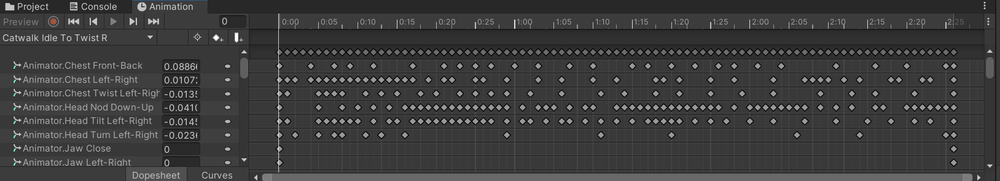 Project Console Animation
Preview 0 0:00 0:05 0:10 0:15 0:20 0:25 1:00 1:05 1:10 1:15 1:20 1:25 2:00 2:05 2:10 2:15 2:20 2:25
Catwalk Idle To Twist R
Animator.Chest Front-Back 0.0886
Animator.Chest Left-Right 0.0107
Animator.Chest Twist Left-Righ -0.013
Animator.Head Nod Down-Up -0.041
Animator.Head Tilt Left-Right -0.014
Animator.Head Turn Left-Right -0.023
Animator.Jaw Close 0
Animator.Jaw Left-Right 0
Dopesheet Curves